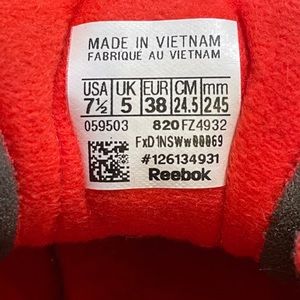 MADE IN VIETNAM
FABRIQUÉ AU VIETNAM
USA UK EUR CM mm
7½ 5 38 24.5 245
059503 820 FZ4932
FxD1NSWw00069
#126134931
Reebok